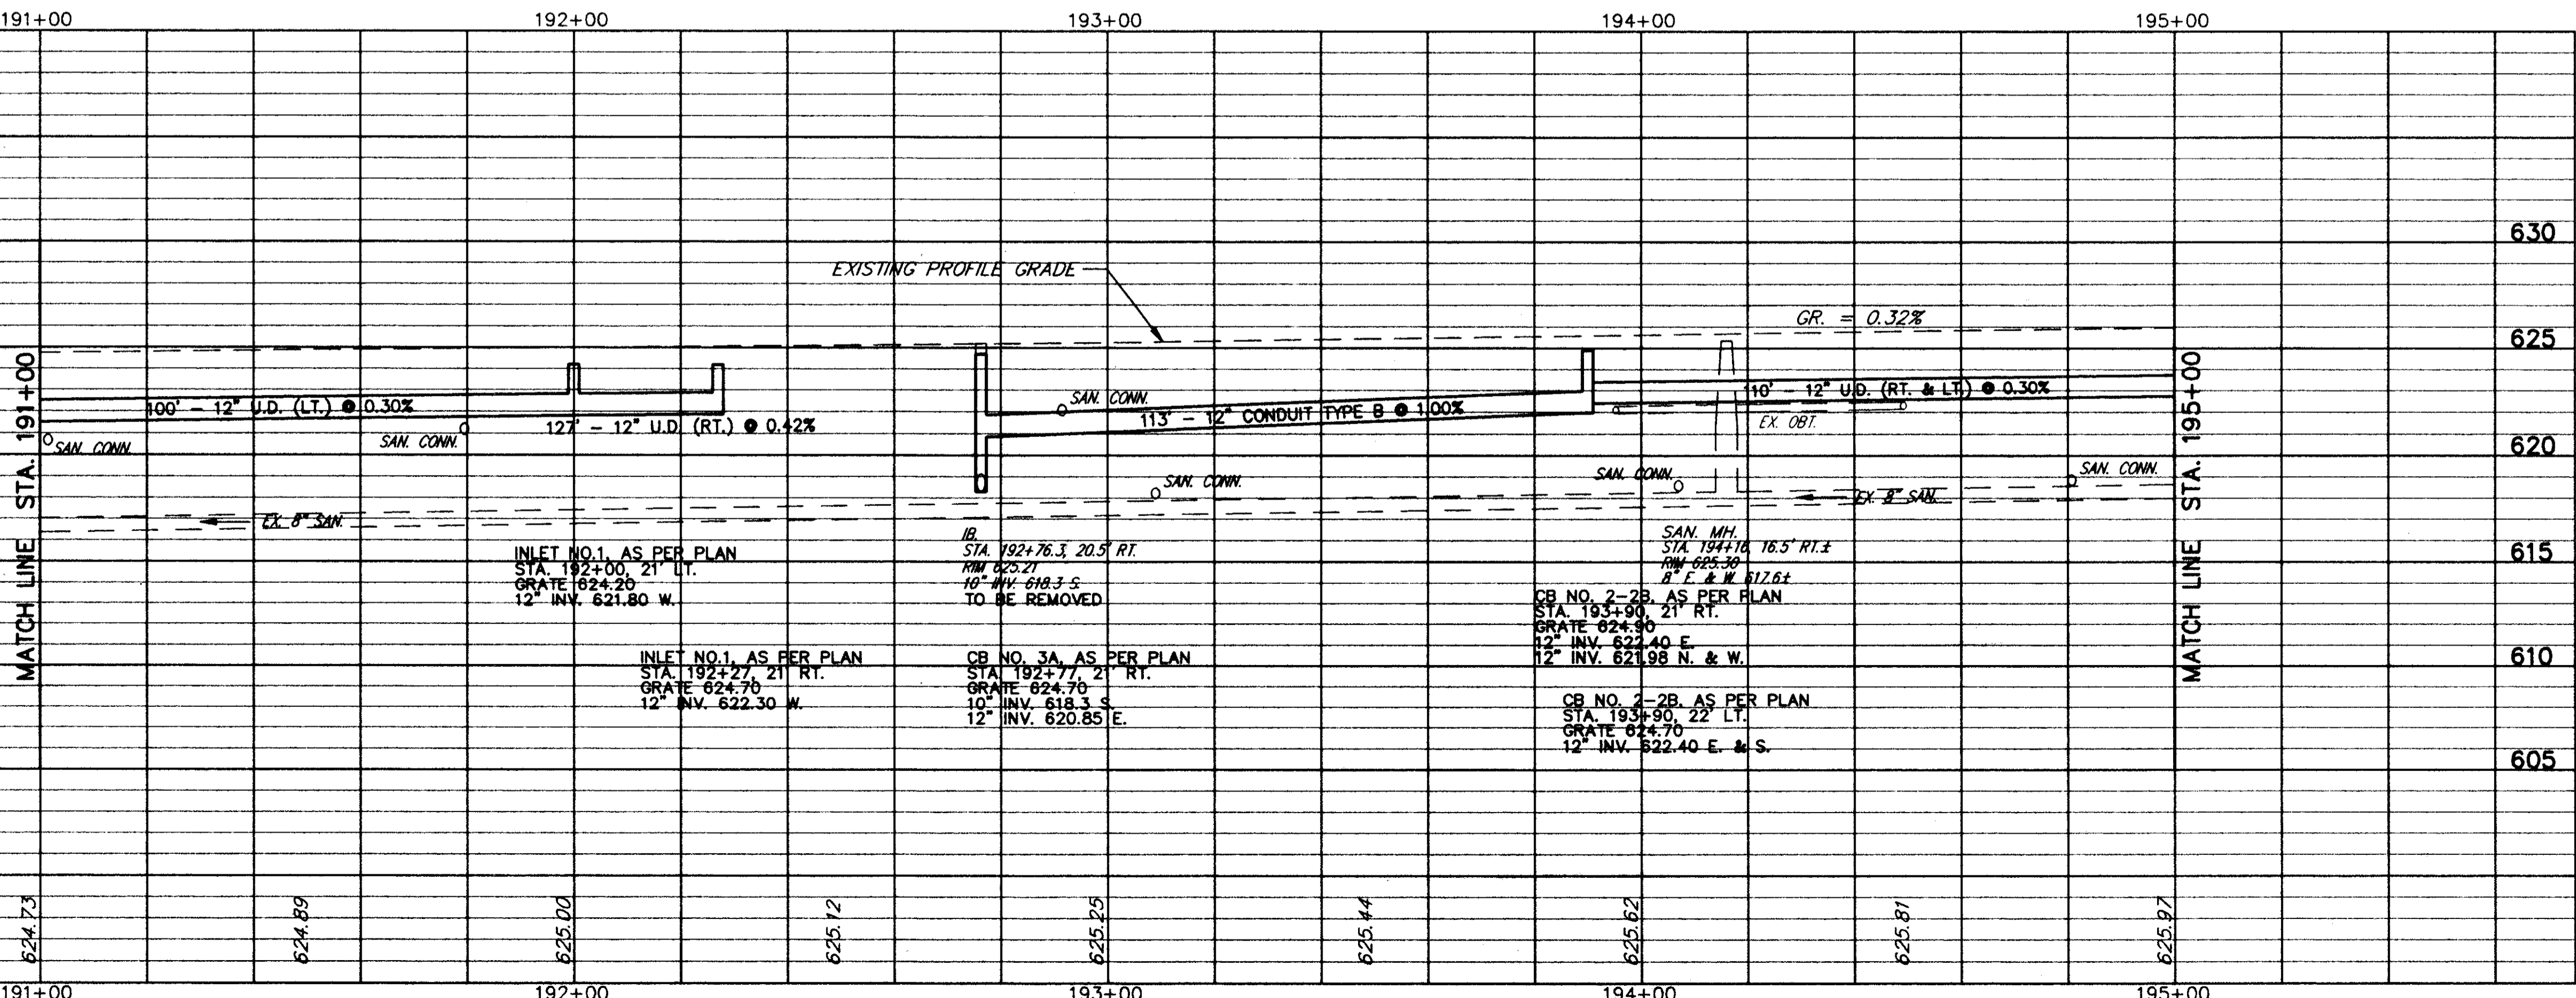 191+00 192+00 193+00 194+00 195+00
630
EXISTING PROFILE GRADE
GR. = 0.32%
625
MATCH LINE STA. 191+00
100' - 12" U.D. (LT.) @ 0.30%
127' - 12" U.D. (RT.) @ 0.42%
SAN. CONN.
SAN. CONN.
SAN. CONN.
113' - 12" CONDUIT TYPE B @ 1.00%
110' - 12" U.D. (RT. & LT.) @ 0.30%
EX. OBT.
MATCH LINE STA. 195+00
620
SAN. CONN.
SAN. CONN.
SAN. CONN.
EX. 8" SAN.
EX. 8" SAN.
615
INLET NO.1, AS PER PLAN
STA. 192+00, 21' LT.
GRATE 624.20
12" INV. 621.80 W.
IB.
STA. 192+76.3, 20.5' RT.
RIM 625.21
10" INV. 618.3 S.
TO BE REMOVED
SAN. MH.
STA. 194+16, 16.5' RT.±
RIM 625.30
8" E. & W. 617.6±
CB NO. 2-2B, AS PER PLAN
STA. 193+90, 21' RT.
GRATE 624.90
12" INV. 622.40 E.
12" INV. 621.98 N. & W.
610
INLET NO.1, AS PER PLAN
STA. 192+27, 21' RT.
GRATE 624.70
12" INV. 622.30 W.
CB NO. 3A, AS PER PLAN
STA. 192+77, 21' RT.
GRATE 624.70
10" INV. 618.3 S.
12" INV. 620.85 E.
CB NO. 2-2B, AS PER PLAN
STA. 193+90, 22' LT.
GRATE 624.70
12" INV. 622.40 E. & S.
605
624.73 624.89 625.00 625.12 625.25 625.44 625.62 625.81 625.97
191+00 192+00 193+00 194+00 195+00